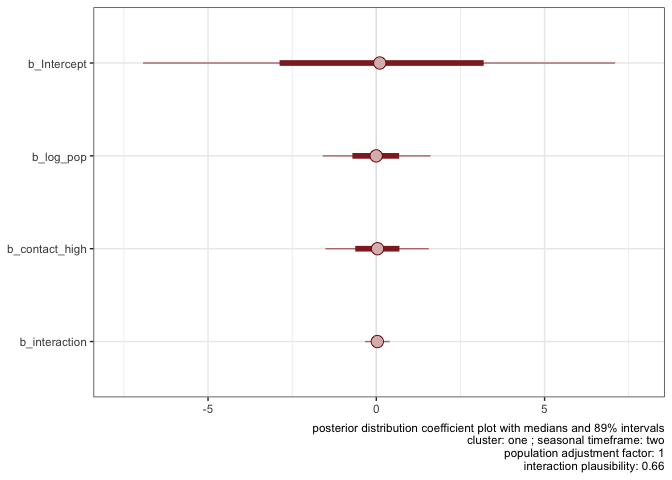 b_Intercept
b_log_pop
b_contact_high
b_interaction
-5 0 5
posterior distribution coefficient plot with medians and 89% intervals
cluster: one ; seasonal timeframe: two
population adjustment factor: 1
interaction plausibility: 0.66